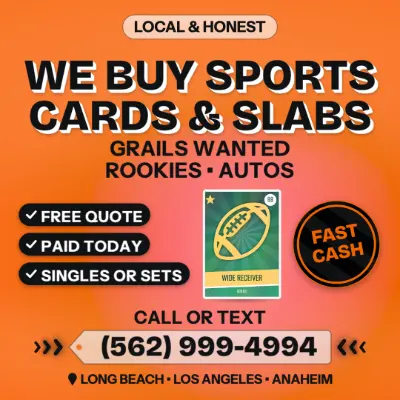 LOCAL & HONEST
WE BUY SPORTS
CARDS & SLABS
GRAILS WANTED
ROOKIES • AUTOS
FREE QUOTE
PAID TODAY
SINGLES OR SETS
88
WIDE RECEIVER
FAST
CASH
CALL OR TEXT
(562) 999-4994
LONG BEACH • LOS ANGELES • ANAHEIM